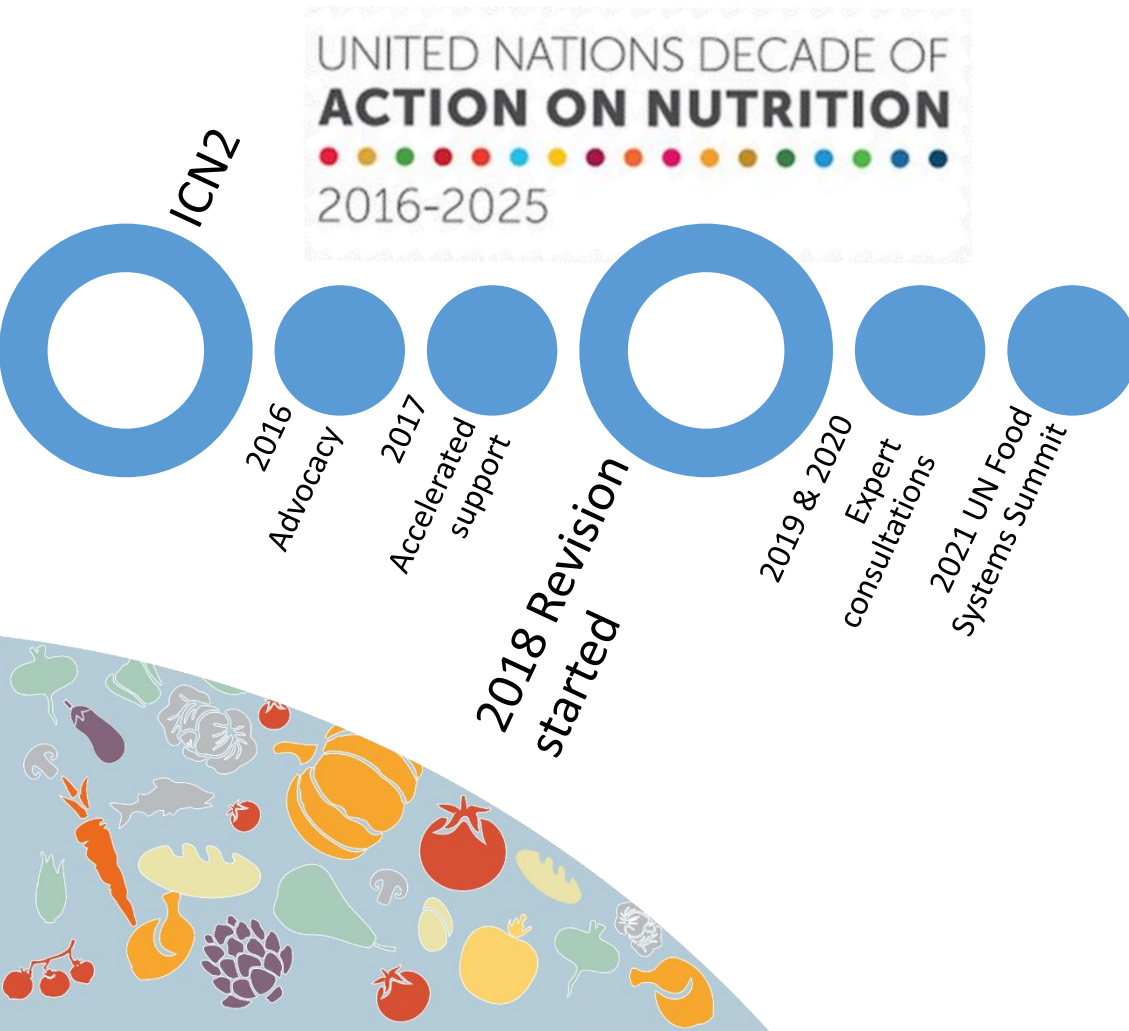 UNITED NATIONS DECADE OF
ACTION ON NUTRITION
2016-2025
ICN2
2016
Advocacy
2017
Accelerated
support
2018 Revision
started
2019 & 2020
Expert
consultations
2021 UN Food
Systems Summit